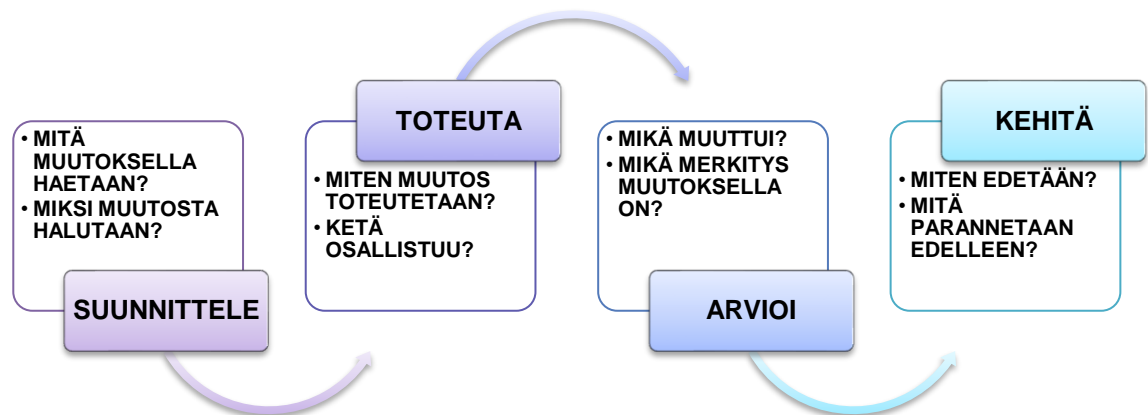 • MITÄ
MUUTOKSELLA
HAETAAN?
• MIKSI MUUTOSTA
HALUTAAN?
SUUNNITTELE
TOTEUTA
• MITEN MUUTOS
TOTEUTETAAN?
• KETÄ
OSALLISTUU?
• MIKÄ MUUTTUI?
• MIKÄ MERKITYS
MUUTOKSELLA
ON?
ARVIOI
KEHITÄ
• MITEN EDETÄÄN?
• MITÄ
PARANNETAAN
EDELLEEN?